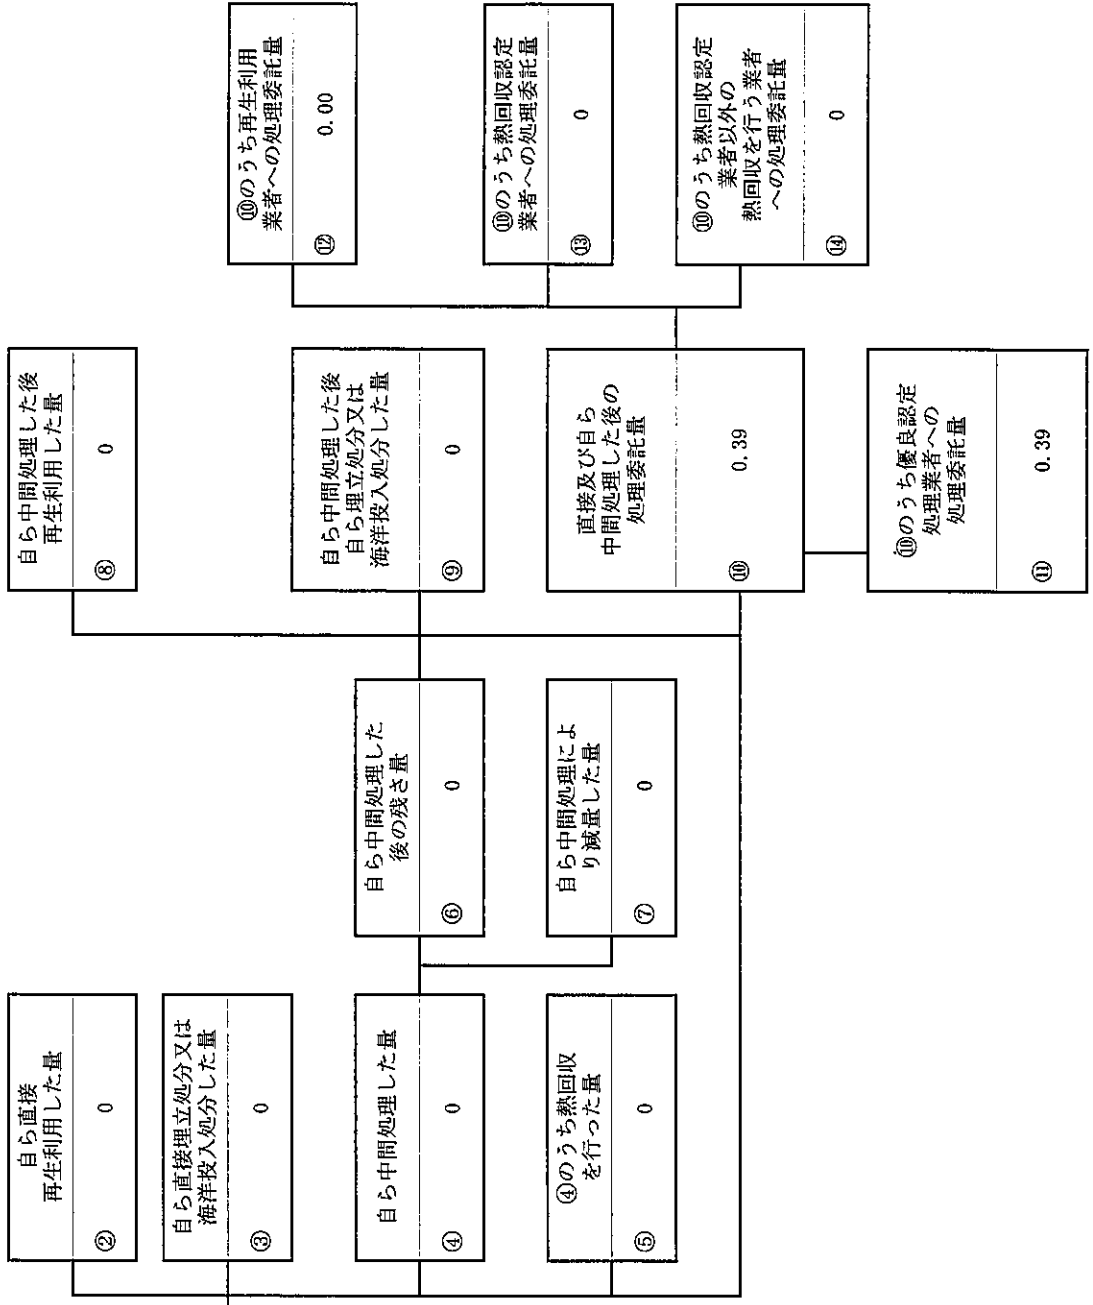 自ら直接
再生利用した量
② 0
自ら直接埋立処分又は
海洋投入処分した量
③ 0
自ら中間処理した量
④ 0
④のうち熱回収
を行った量
⑤ 0
自ら中間処理した
後の残さ量
⑥ 0
自ら中間処理によ
り減量した量
⑦ 0
自ら中間処理した後
再生利用した量
⑧ 0
自ら中間処理した後
自ら埋立処分又は
海洋投入処分した量
⑨ 0
直接及び自ら
中間処理した後の
処理委託量
⑩ 0.39
⑩のうち優良認定
処理業者への
処理委託量
⑪ 0.39
⑩のうち再生利用
業者への処理委託量
⑫ 0.00
⑩のうち熱回収認定
業者への処理委託量
⑬ 0
⑩のうち熱回収認定
業者以外の
熱回収を行う業者
への処理委託量
⑭ 0